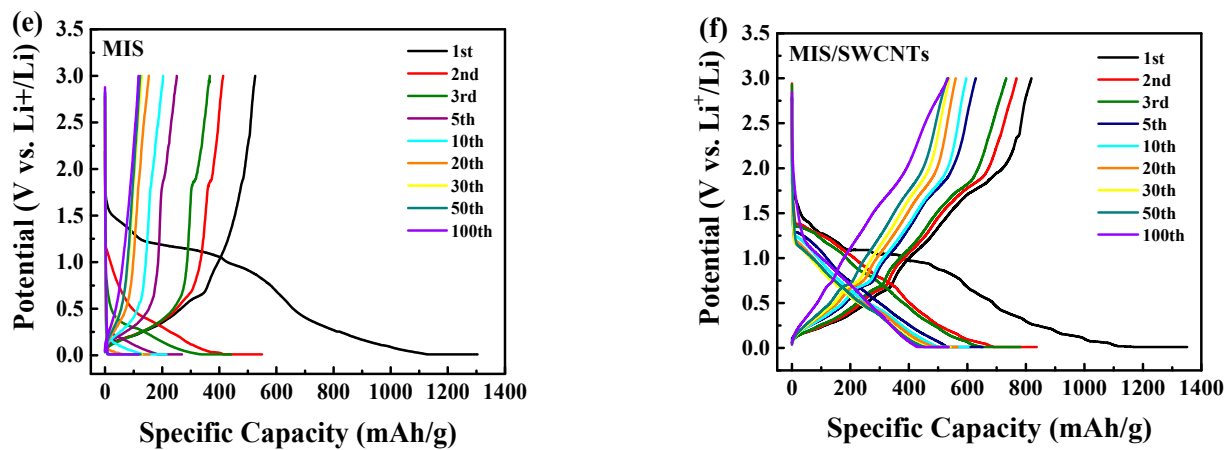 (e)
MIS
Potential (V vs. Li+/Li)
3.5
3.0
2.5
2.0
1.5
1.0
0.5
0.0
1st
2nd
3rd
5th
10th
20th
30th
50th
100th
0 200 400 600 800 1000 1200 1400
Specific Capacity (mAh/g)
(f)
MIS/SWCNTs
Potential (V vs. Li⁺/Li)
3.5
3.0
2.5
2.0
1.5
1.0
0.5
0.0
1st
2nd
3rd
5th
10th
20th
30th
50th
100th
0 200 400 600 800 1000 1200 1400
Specific Capacity (mAh/g)